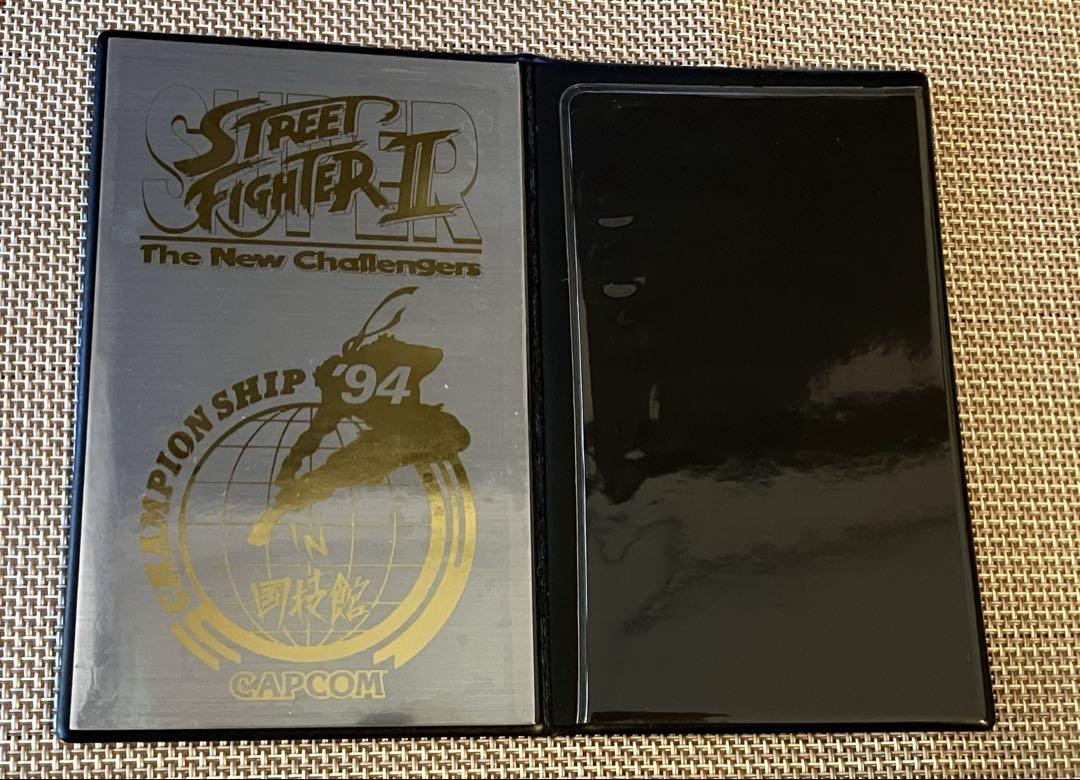 SUPER
STREET
FIGHTER II
The New Challengers
CHAMPIONSHIP '94
IN
国技館
CAPCOM